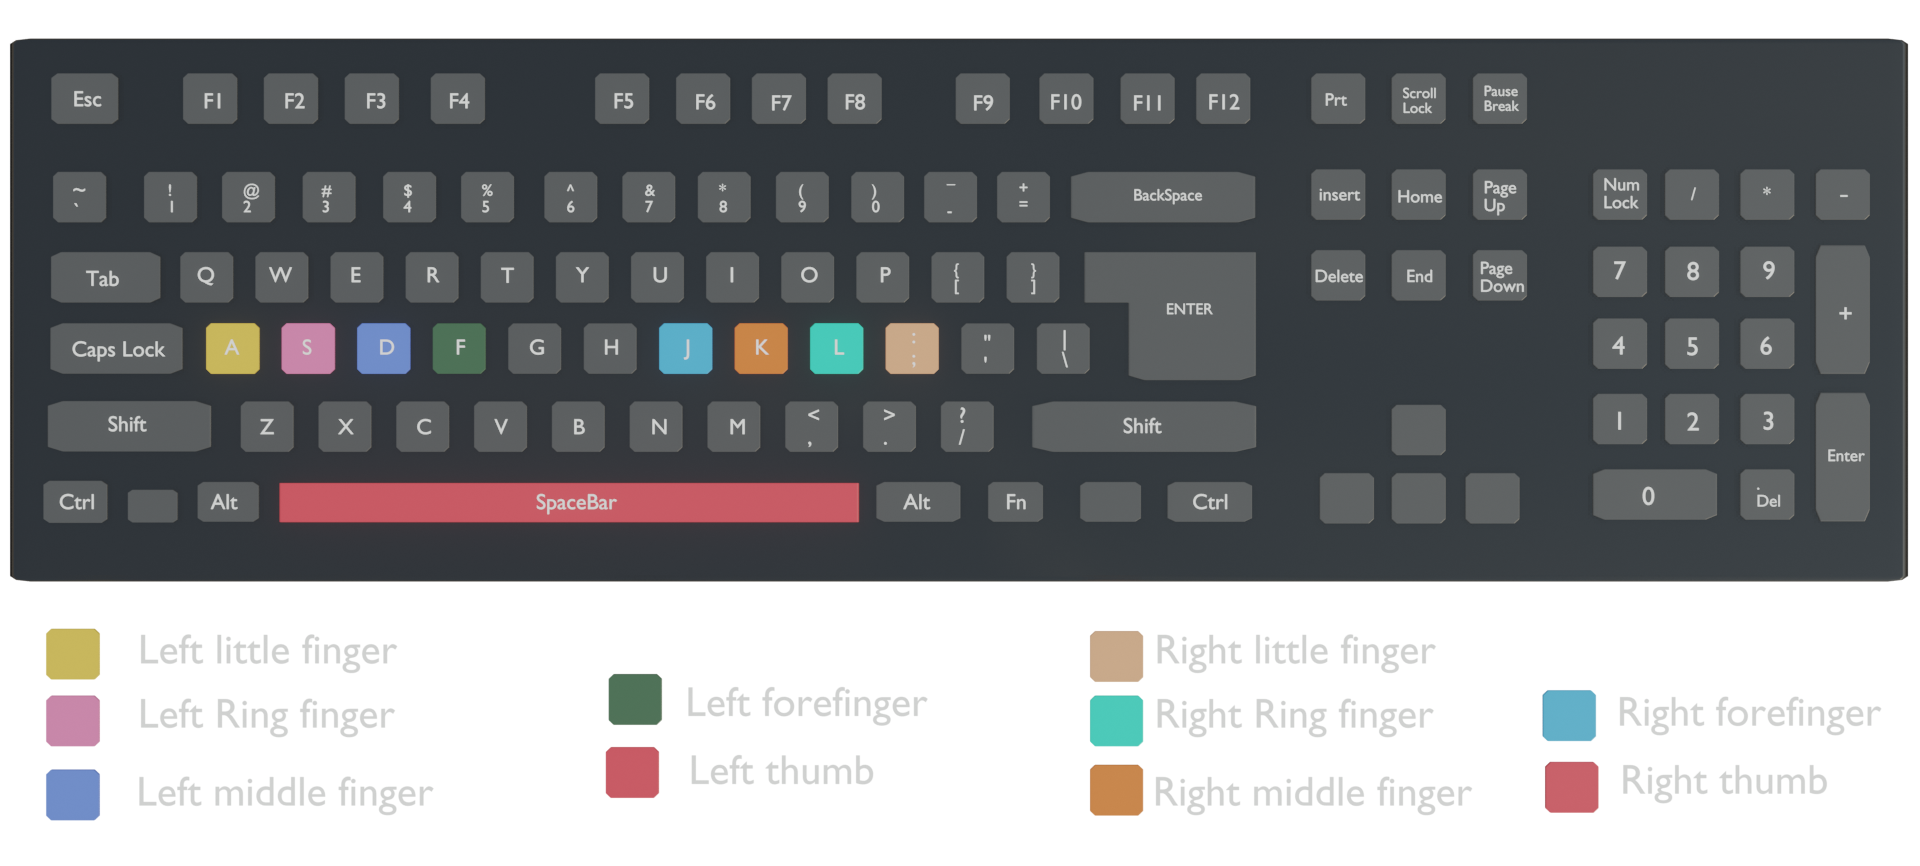 Esc F1 F2 F3 F4 F5 F6 F7 F8 F9 F10 F11 F12 Prt Scroll Lock Pause Break
~ ` ! 1 @ 2 # 3 $ 4 % 5 ^ 6 & 7 * 8 ( 9 ) 0 _ - + = BackSpace insert Home Page Up Num Lock / * -
Tab Q W E R T Y U I O P { [ } ] ENTER Delete End Page Down 7 8 9 +
Caps Lock A S D F G H J K L : ; " ' | \ 4 5 6
Shift Z X C V B N M < , > . ? / Shift 1 2 3 Enter
Ctrl Alt SpaceBar Alt Fn Ctrl 0 . Del
Left little finger
Left Ring finger
Left middle finger
Left forefinger
Left thumb
Right little finger
Right Ring finger
Right middle finger
Right forefinger
Right thumb